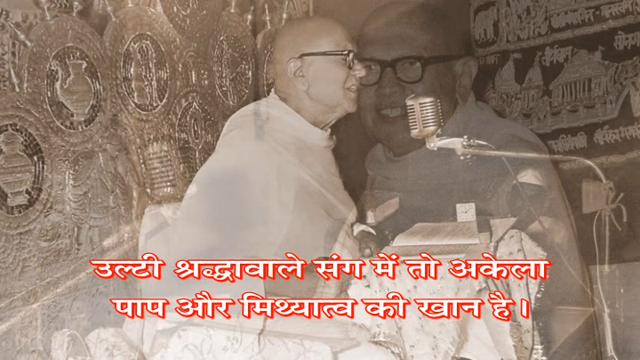 उल्टी श्रद्धावाले संग में तो अकेला
पाप और मिथ्यात्व की खान है।